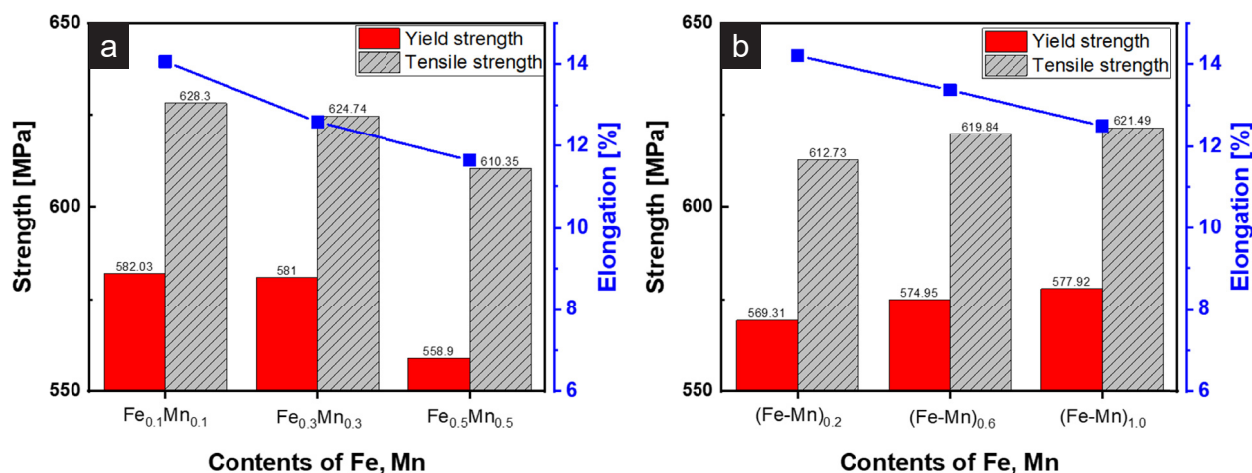 a
Yield strength
Tensile strength
650
600
550
Strength [MPa]
628.3
624.74
610.35
582.03
581
558.9
14
12
10
8
6
Elongation [%]
Fe0.1Mn0.1
Fe0.3Mn0.3
Fe0.5Mn0.5
Contents of Fe, Mn
b
Yield strength
Tensile strength
650
600
550
Strength [MPa]
612.73
619.84
621.49
569.31
574.95
577.92
14
12
10
8
6
Elongation [%]
(Fe-Mn)0.2
(Fe-Mn)0.6
(Fe-Mn)1.0
Contents of Fe, Mn